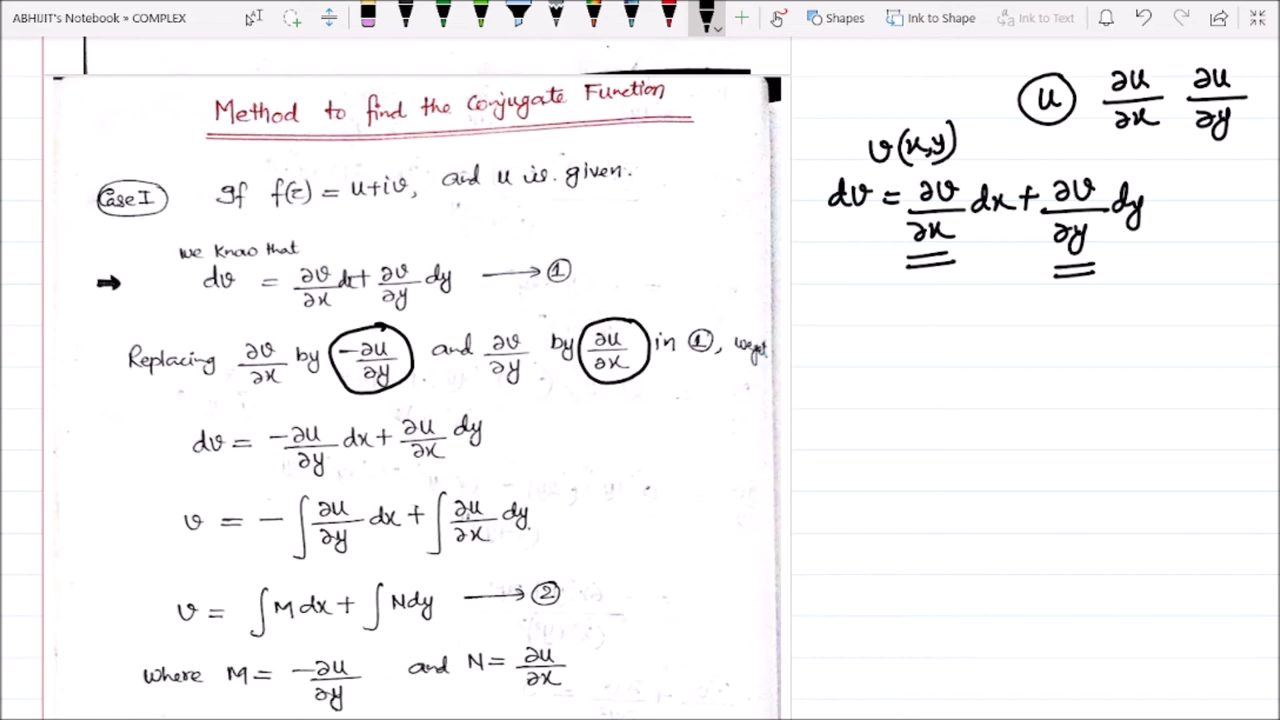 ABHIJIT's Notebook » COMPLEX
Shapes
Ink to Shape
Ink to Text
Method to find the Conjugate Function
Case I If f(z) = u+iv, and u is given.
We know that
⇒ dv = ∂v/∂x dx + ∂v/∂y dy ⟶ ①
Replacing ∂v/∂x by -∂u/∂y and ∂v/∂y by ∂u/∂x in ①, we get
dv = -∂u/∂y dx + ∂u/∂x dy
v = - ∫ ∂u/∂y dx + ∫ ∂u/∂x dy
v = ∫ M dx + ∫ N dy ⟶ ②
where M = -∂u/∂y and N = ∂u/∂x
u ∂u/∂x ∂u/∂y
v(x,y)
dv = ∂v/∂x dx + ∂v/∂y dy